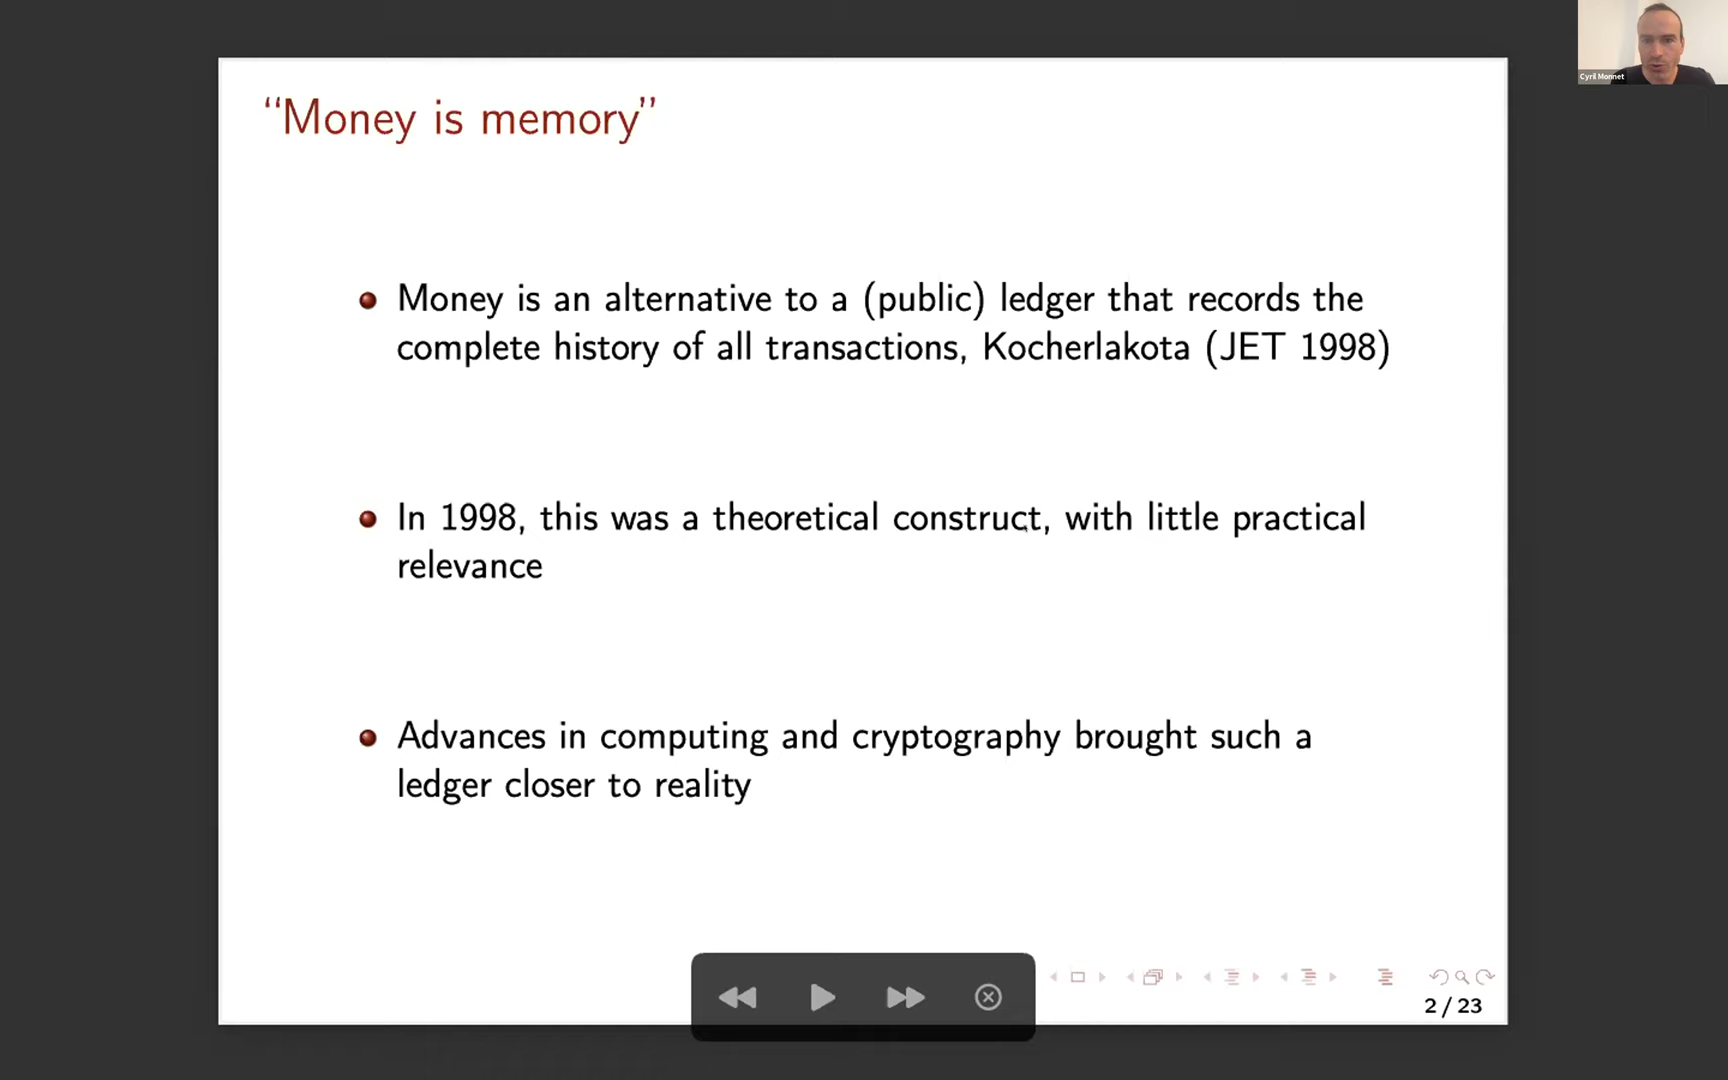 Cyril Monnet
“Money is memory”
Money is an alternative to a (public) ledger that records the
complete history of all transactions, Kocherlakota (JET 1998)
In 1998, this was a theoretical construct, with little practical
relevance
Advances in computing and cryptography brought such a
ledger closer to reality
2 / 23